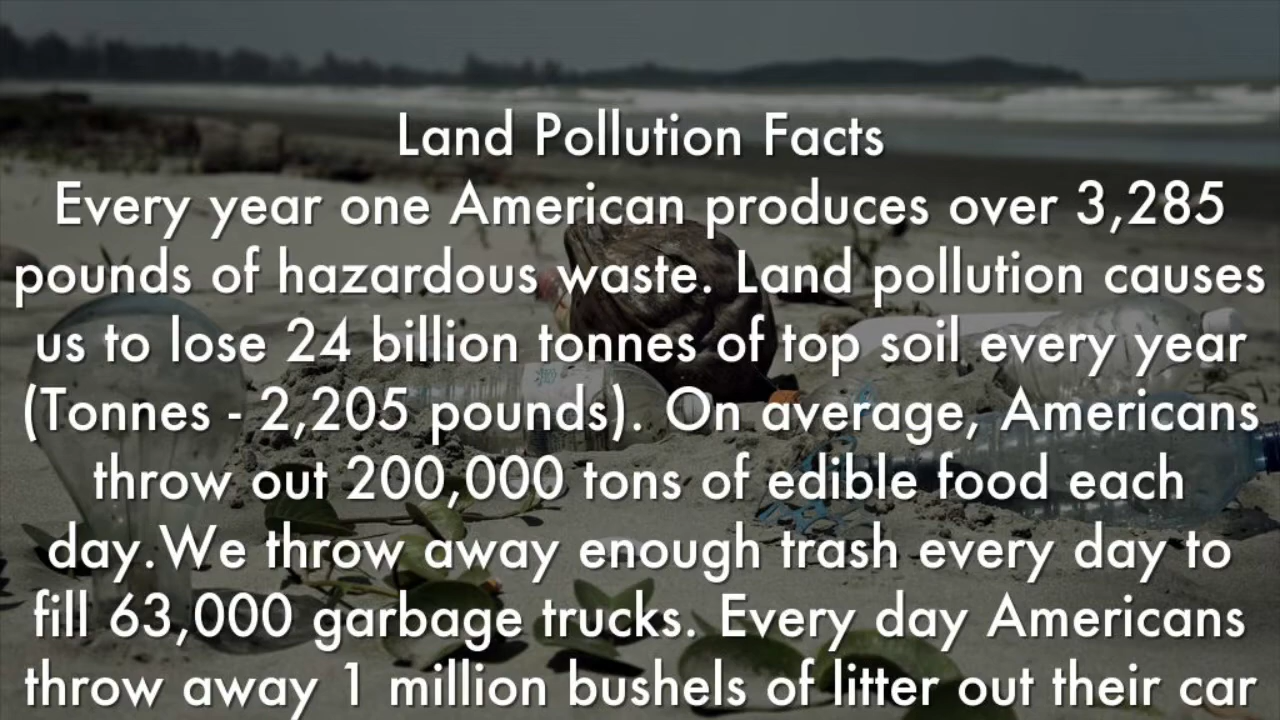 Land Pollution Facts
Every year one American produces over 3,285
pounds of hazardous waste. Land pollution causes
us to lose 24 billion tonnes of top soil every year
(Tonnes - 2,205 pounds). On average, Americans
throw out 200,000 tons of edible food each
day.We throw away enough trash every day to
fill 63,000 garbage trucks. Every day Americans
throw away 1 million bushels of litter out their car